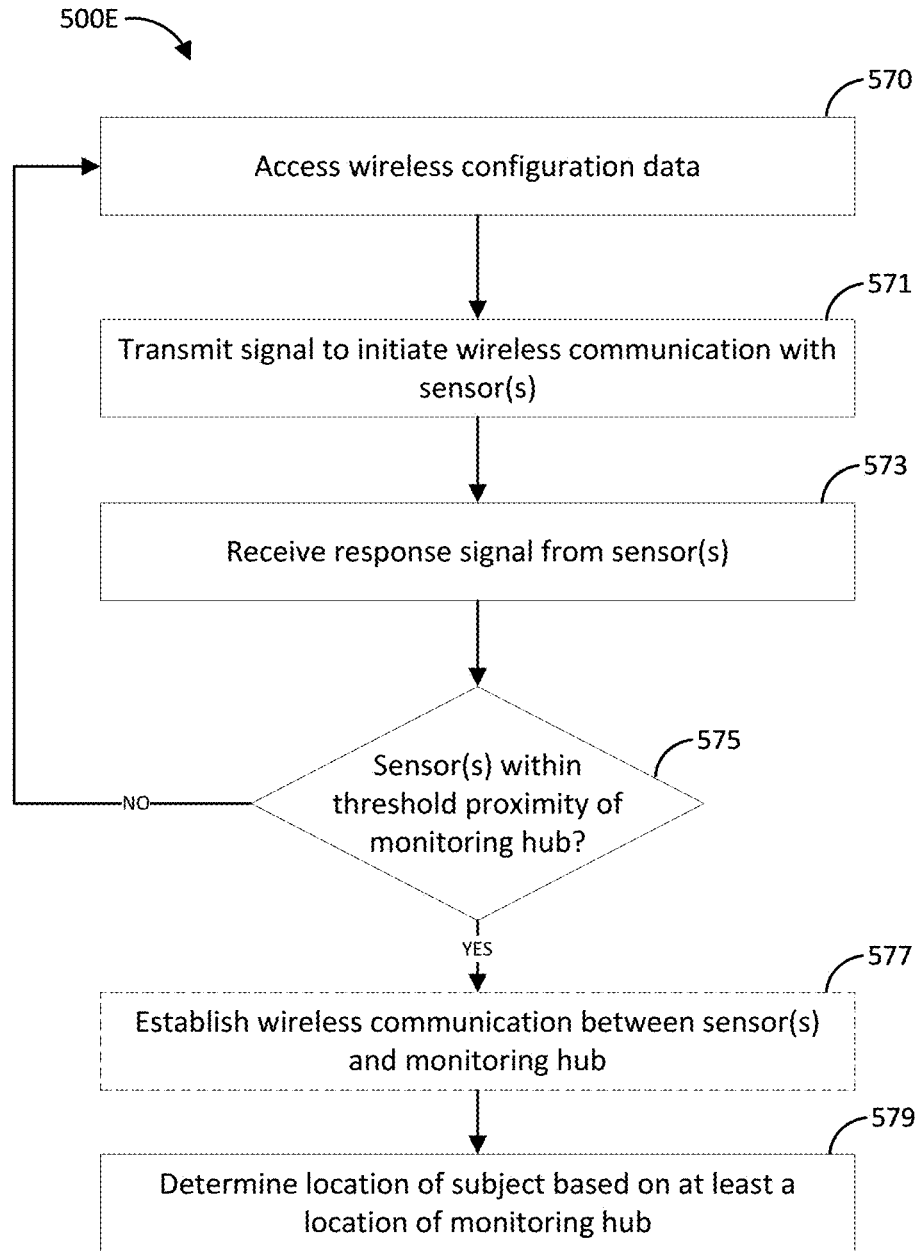 500E
570
Access wireless configuration data
571
Transmit signal to initiate wireless communication with
sensor(s)
573
Receive response signal from sensor(s)
575
Sensor(s) within
threshold proximity of
monitoring hub?
NO
YES
577
Establish wireless communication between sensor(s)
and monitoring hub
579
Determine location of subject based on at least a
location of monitoring hub